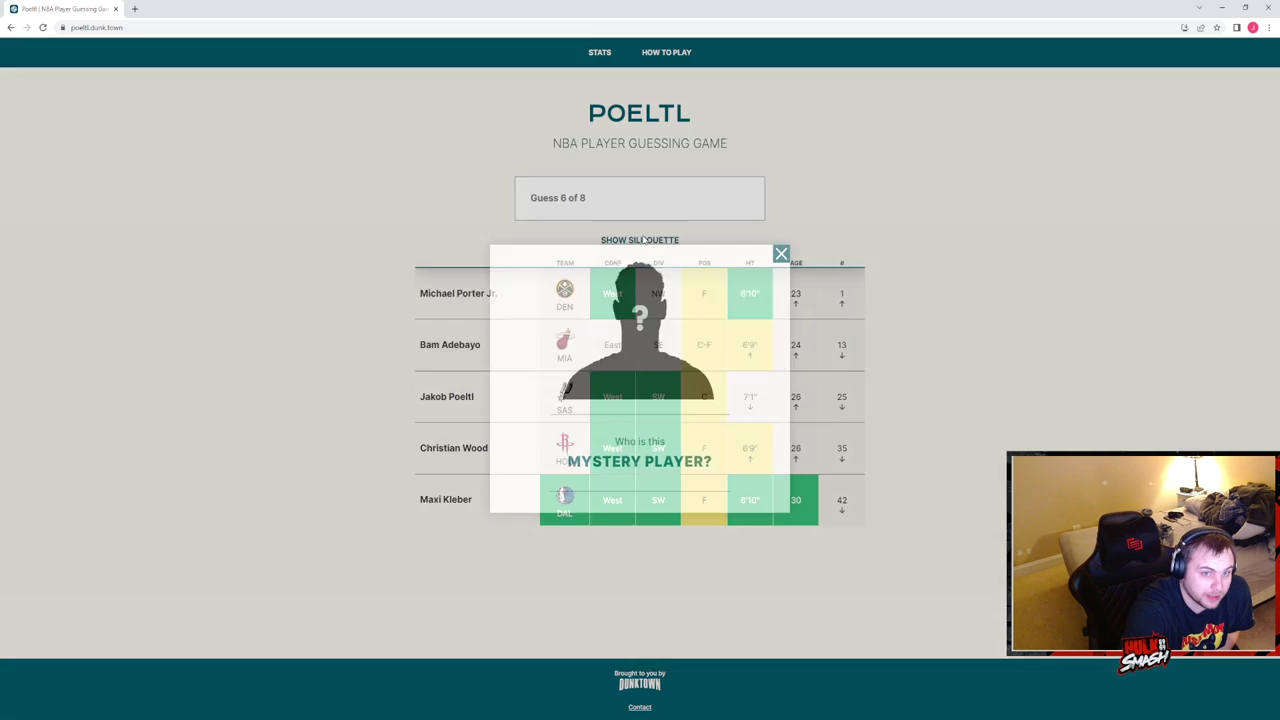 Poeltl | NBA Player Guessing Gam
poeltl.dunk.town
STATS HOW TO PLAY
POELTL
NBA PLAYER GUESSING GAME
Guess 6 of 8
SHOW SILHOUETTE
TEAM CONF DIV POS HT AGE #
Michael Porter Jr. DEN West NW F 6'10" 23 ↑ 1 ↑
Bam Adebayo MIA East SE C-F 6'9" ↑ 24 ↑ 13 ↓
Jakob Poeltl SAS West SW C 7'1" ↓ 26 ↑ 25 ↓
Christian Wood West SW F 6'9" ↑ 26 ↑ 35 ↓
Maxi Kleber DAL West SW F 6'10" 30 42 ↓
?
Who is this
MYSTERY PLAYER?
Brought to you by
DUNKTOWN
Contact
HULK
SMASH